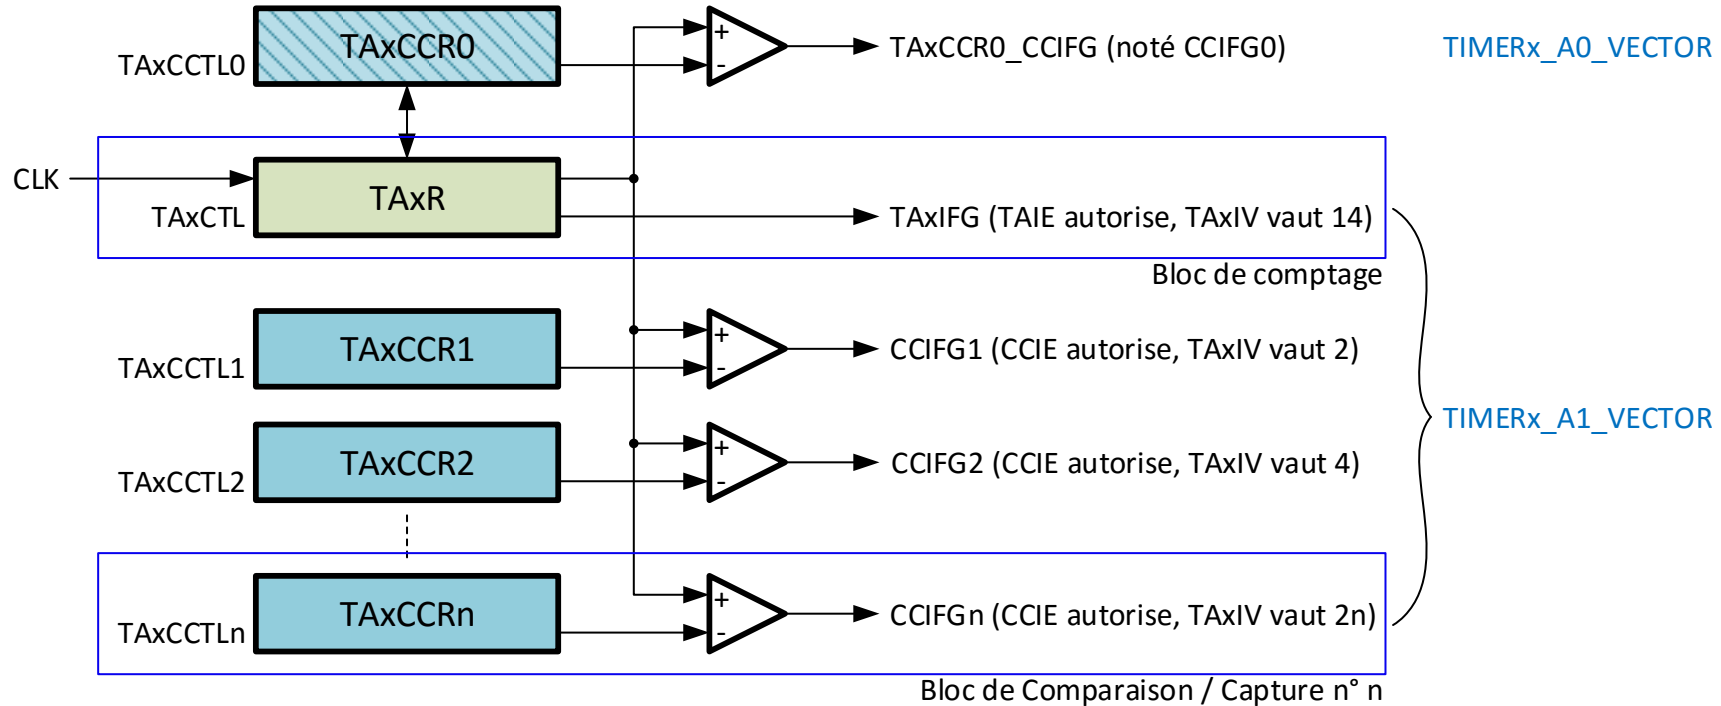 TAxCCR0
TAxCCTL0
+
-
TAxCCR0_CCIFG (noté CCIFG0)
TIMERx_A0_VECTOR
CLK
TAxR
TAxCTL
TAxIFG (TAIE autorise, TAxIV vaut 14)
Bloc de comptage
TAxCCR1
TAxCCTL1
+
-
CCIFG1 (CCIE autorise, TAxIV vaut 2)
TIMERx_A1_VECTOR
TAxCCR2
TAxCCTL2
+
-
CCIFG2 (CCIE autorise, TAxIV vaut 4)
TAxCCRn
TAxCCTLn
+
-
CCIFGn (CCIE autorise, TAxIV vaut 2n)
Bloc de Comparaison / Capture n° n